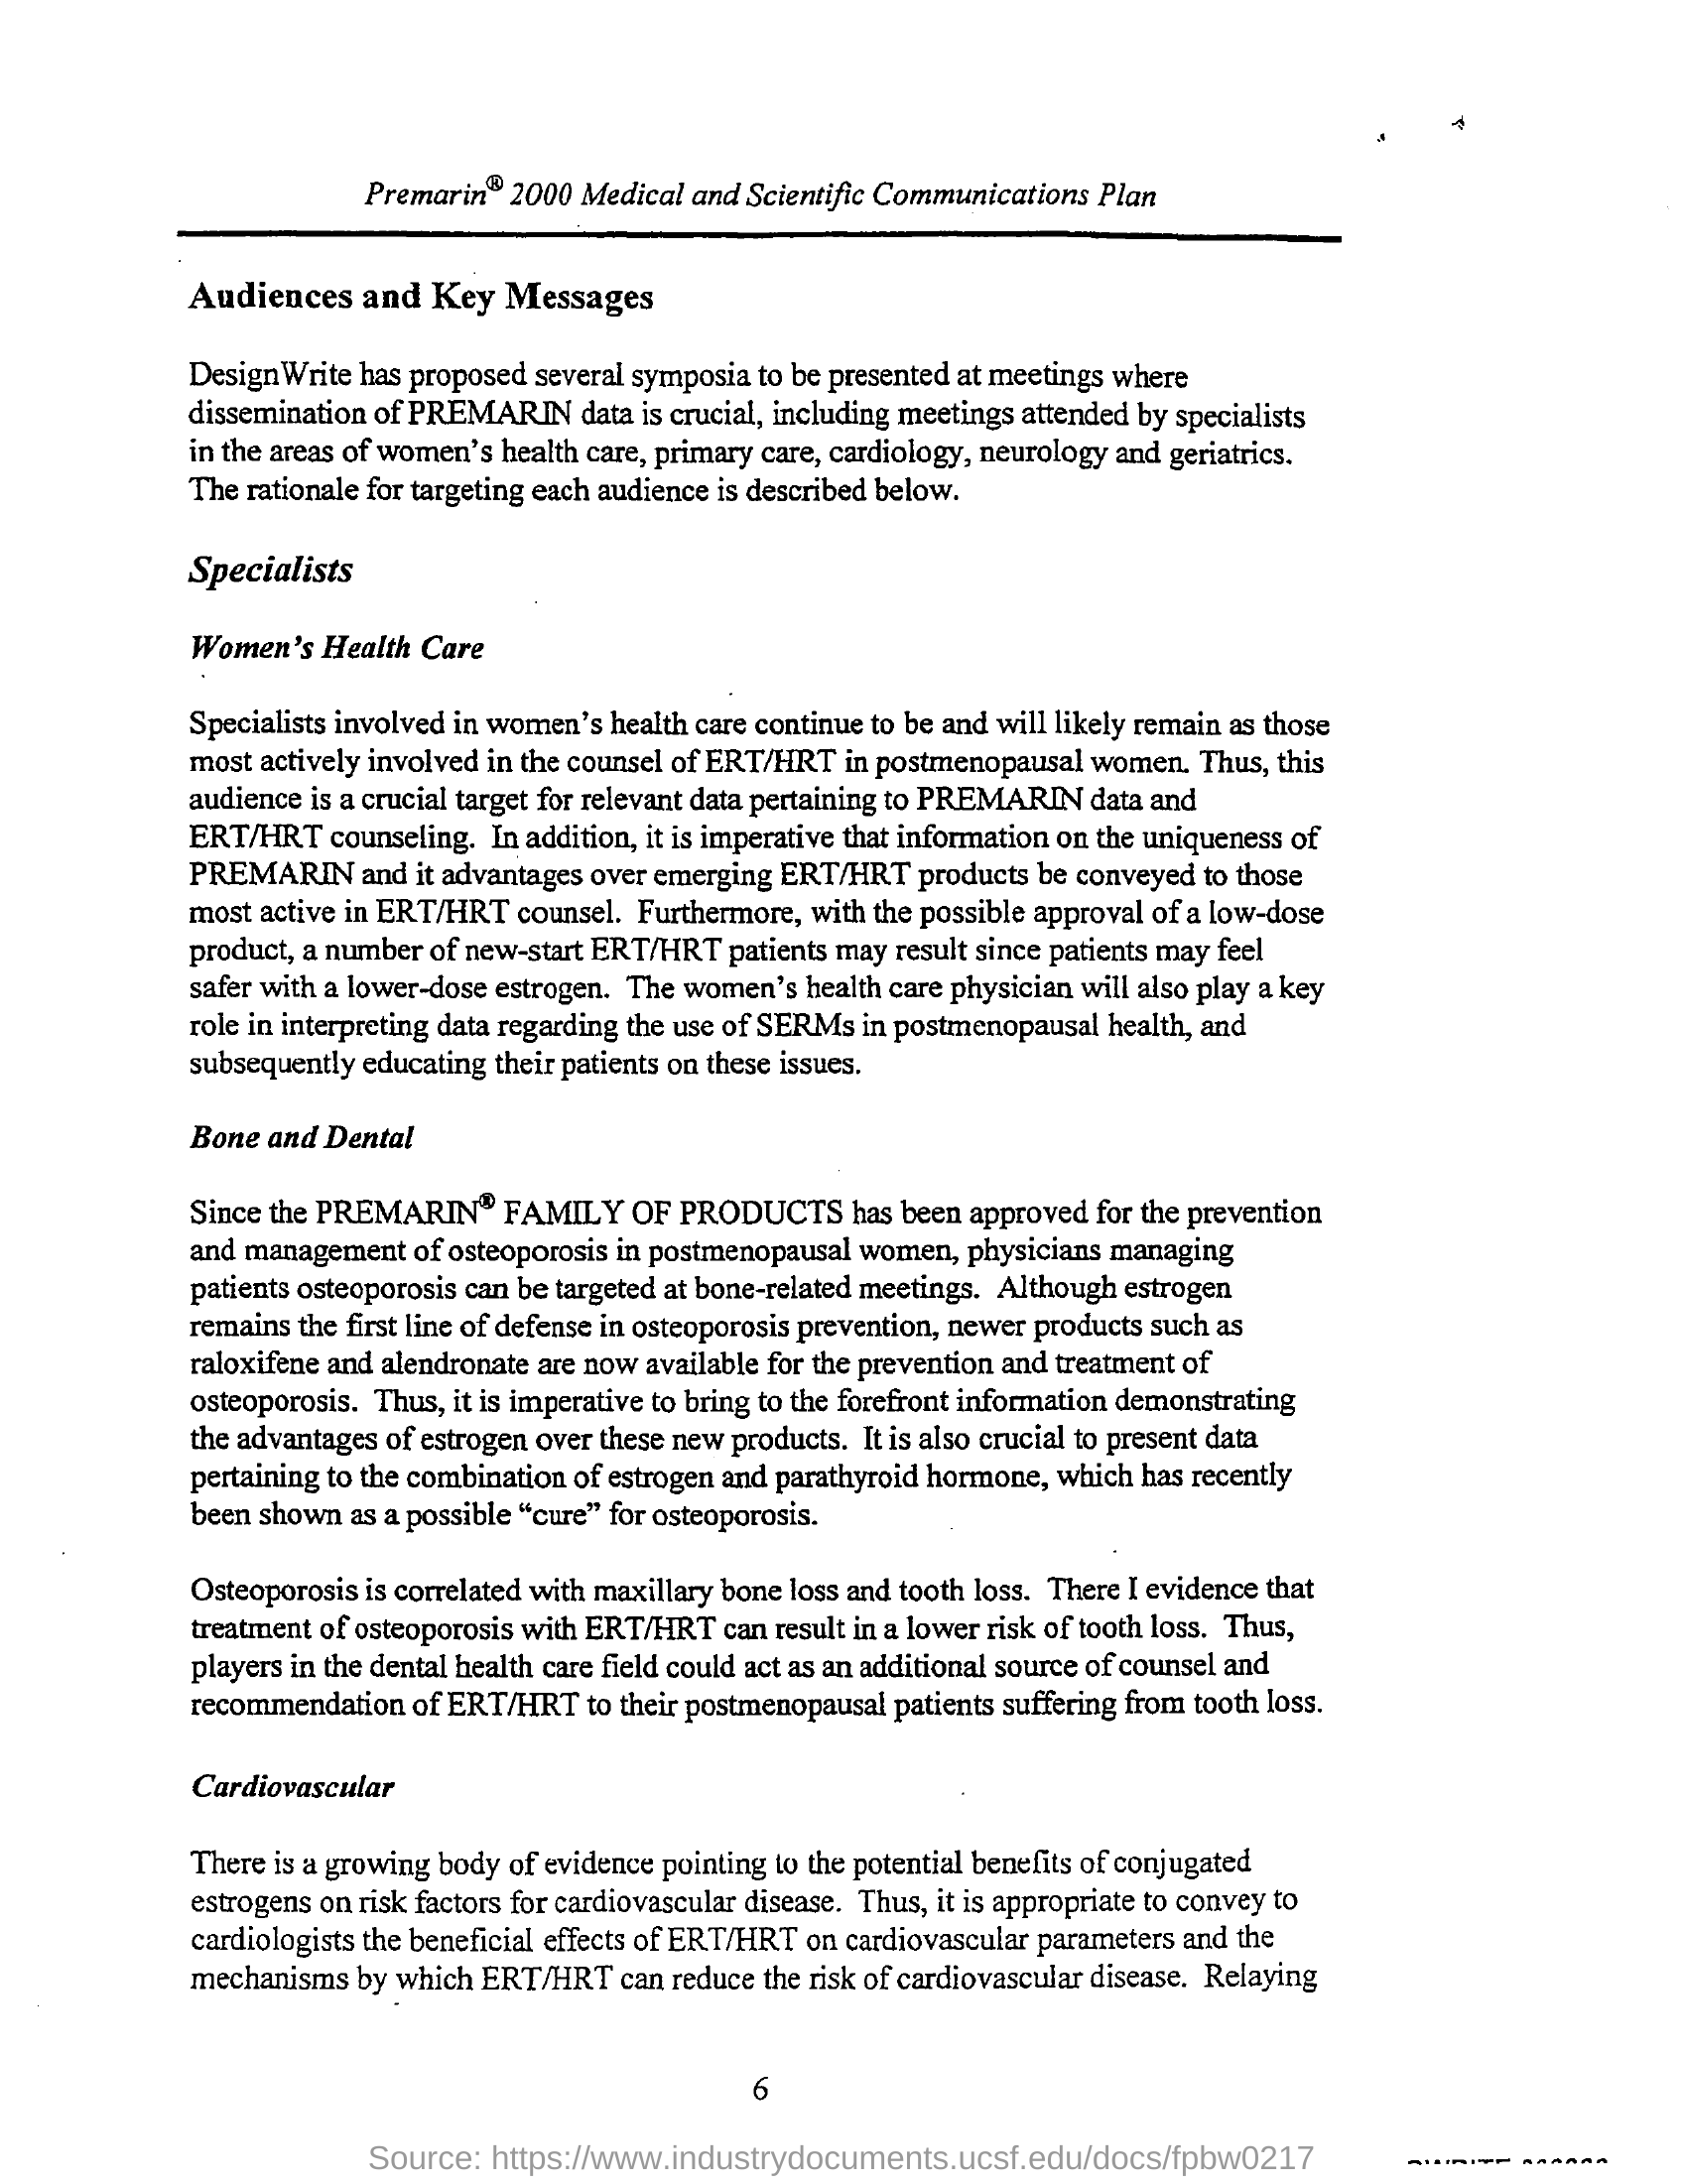 Premarin® 2000 Medical and Scientific Communications Plan
Audiences and Key Messages
DesignWrite has proposed several symposia to be presented at meetings where
dissemination of PREMARIN data is crucial, including meetings attended by specialists
in the areas of women's health care, primary care, cardiology, neurology and geriatrics.
The rationale for targeting each audience is described below.
Specialists
Women's Health Care
Specialists involved in women's health care continue to be and will likely remain as those
most actively involved in the counsel of ERT/HRT in postmenopausal women. Thus, this
audience is a crucial target for relevant data pertaining to PREMARIN data and
ERT/HRT counseling. In addition, it is imperative that information on the uniqueness of
PREMARIN and it advantages over emerging ERT/HRT products be conveyed to those
most active in ERT/HRT counsel. Furthermore, with the possible approval of a low-dose
product, a number of new-start ERT/HRT patients may result since patients may feel
safer with a lower-dose estrogen. The women's health care physician will also play a key
role in interpreting data regarding the use of SERMs in postmenopausal health, and
subsequently educating their patients on these issues.
Bone and Dental
Since the PREMARIN® FAMILY OF PRODUCTS has been approved for the prevention
and management of osteoporosis in postmenopausal women, physicians managing
patients osteoporosis can be targeted at bone-related meetings. Although estrogen
remains the first line of defense in osteoporosis prevention, newer products such as
raloxifene and alendronate are now available for the prevention and treatment of
osteoporosis. Thus, it is imperative to bring to the forefront information demonstrating
the advantages of estrogen over these new products. It is also crucial to present data
pertaining to the combination of estrogen and parathyroid hormone, which has recently
been shown as a possible “cure” for osteoporosis.
Osteoporosis is correlated with maxillary bone loss and tooth loss. There I evidence that
treatment of osteoporosis with ERT/HRT can result in a lower risk of tooth loss. Thus,
players in the dental health care field could act as an additional source of counsel and
recommendation of ERT/HRT to their postmenopausal patients suffering from tooth loss.
Cardiovascular
There is a growing body of evidence pointing to the potential benefits of conjugated
estrogens on risk factors for cardiovascular disease. Thus, it is appropriate to convey to
cardiologists the beneficial effects of ERT/HRT on cardiovascular parameters and the
mechanisms by which ERT/HRT can reduce the risk of cardiovascular disease. Relaying
6
Source: https://www.industrydocuments.ucsf.edu/docs/fpbw0217